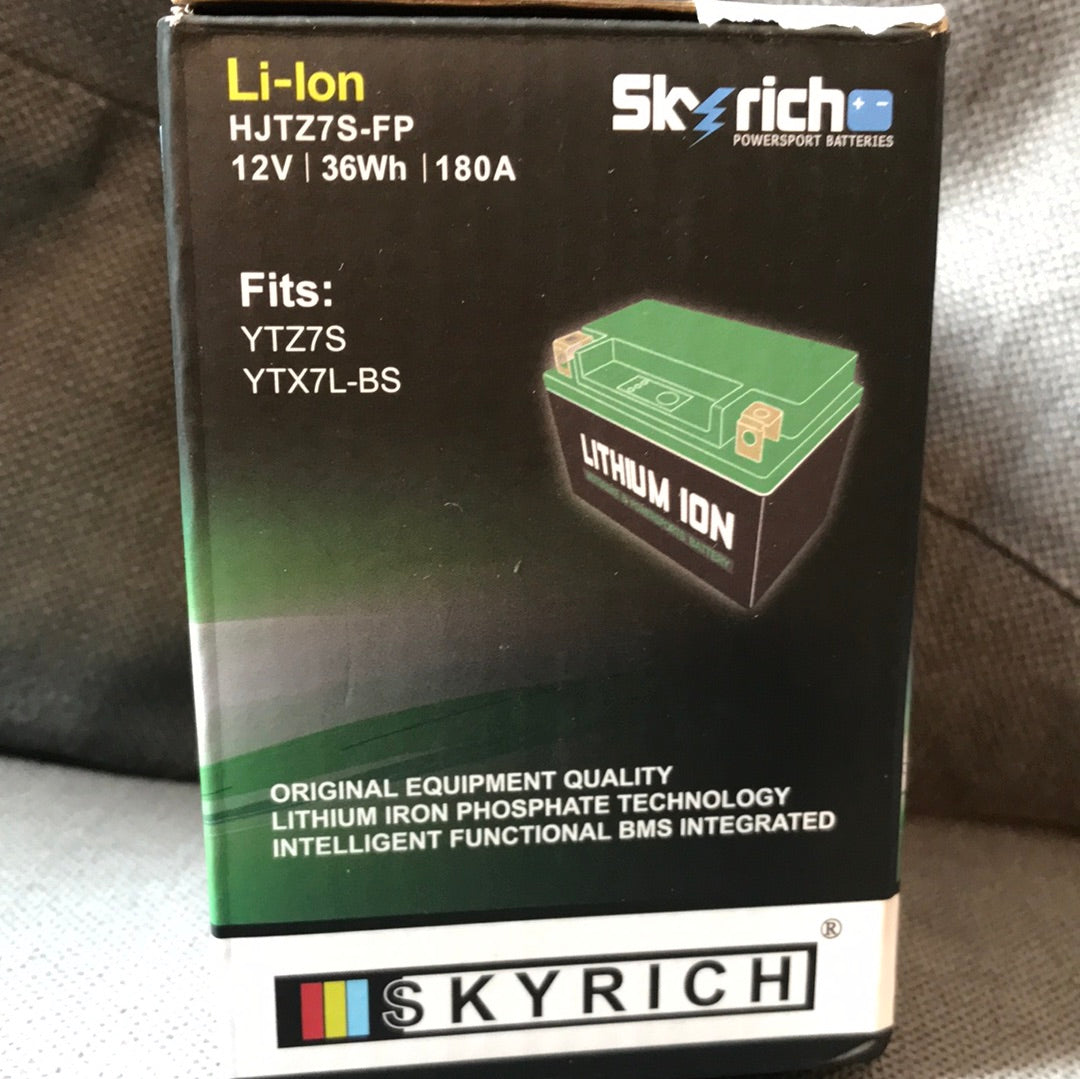 Li-Ion
HJTZ7S-FP
12V | 36Wh | 180A
Skyrich + -
POWERSPORT BATTERIES
Fits:
YTZ7S
YTX7L-BS
LITHIUM ION
ORIGINAL EQUIPMENT QUALITY
LITHIUM IRON PHOSPHATE TECHNOLOGY
INTELLIGENT FUNCTIONAL BMS INTEGRATED
SKYRICH ®